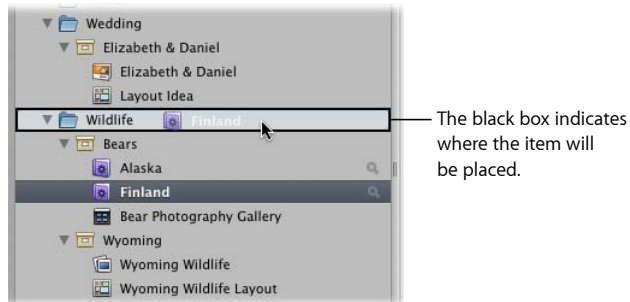 Wedding
Elizabeth & Daniel
Elizabeth & Daniel
Layout Idea
Wildlife Finland
Bears
Alaska
Finland
Bear Photography Gallery
Wyoming
Wyoming Wildlife
Wyoming Wildlife Layout
The black box indicates
where the item will
be placed.